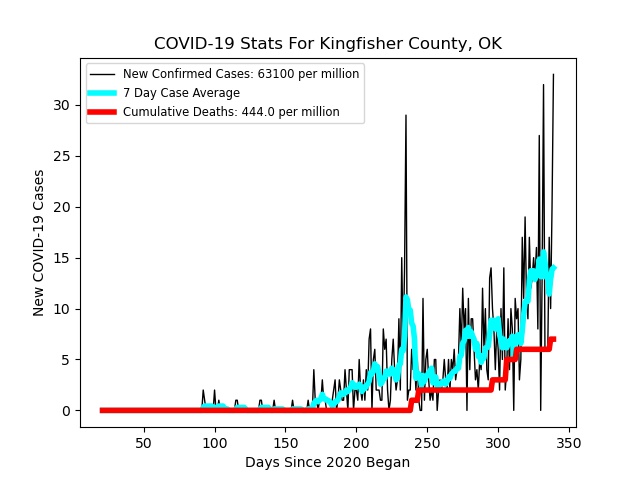 COVID-19 Stats For Kingfisher County, OK
New Confirmed Cases: 63100 per million
7 Day Case Average
Cumulative Deaths: 444.0 per million
New COVID-19 Cases
30
25
20
15
10
5
0
50
100
150
200
250
300
350
Days Since 2020 Began